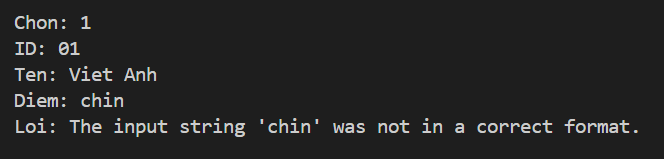 Chon: 1
ID: 01
Ten: Viet Anh
Diem: chin
Loi: The input string 'chin' was not in a correct format.